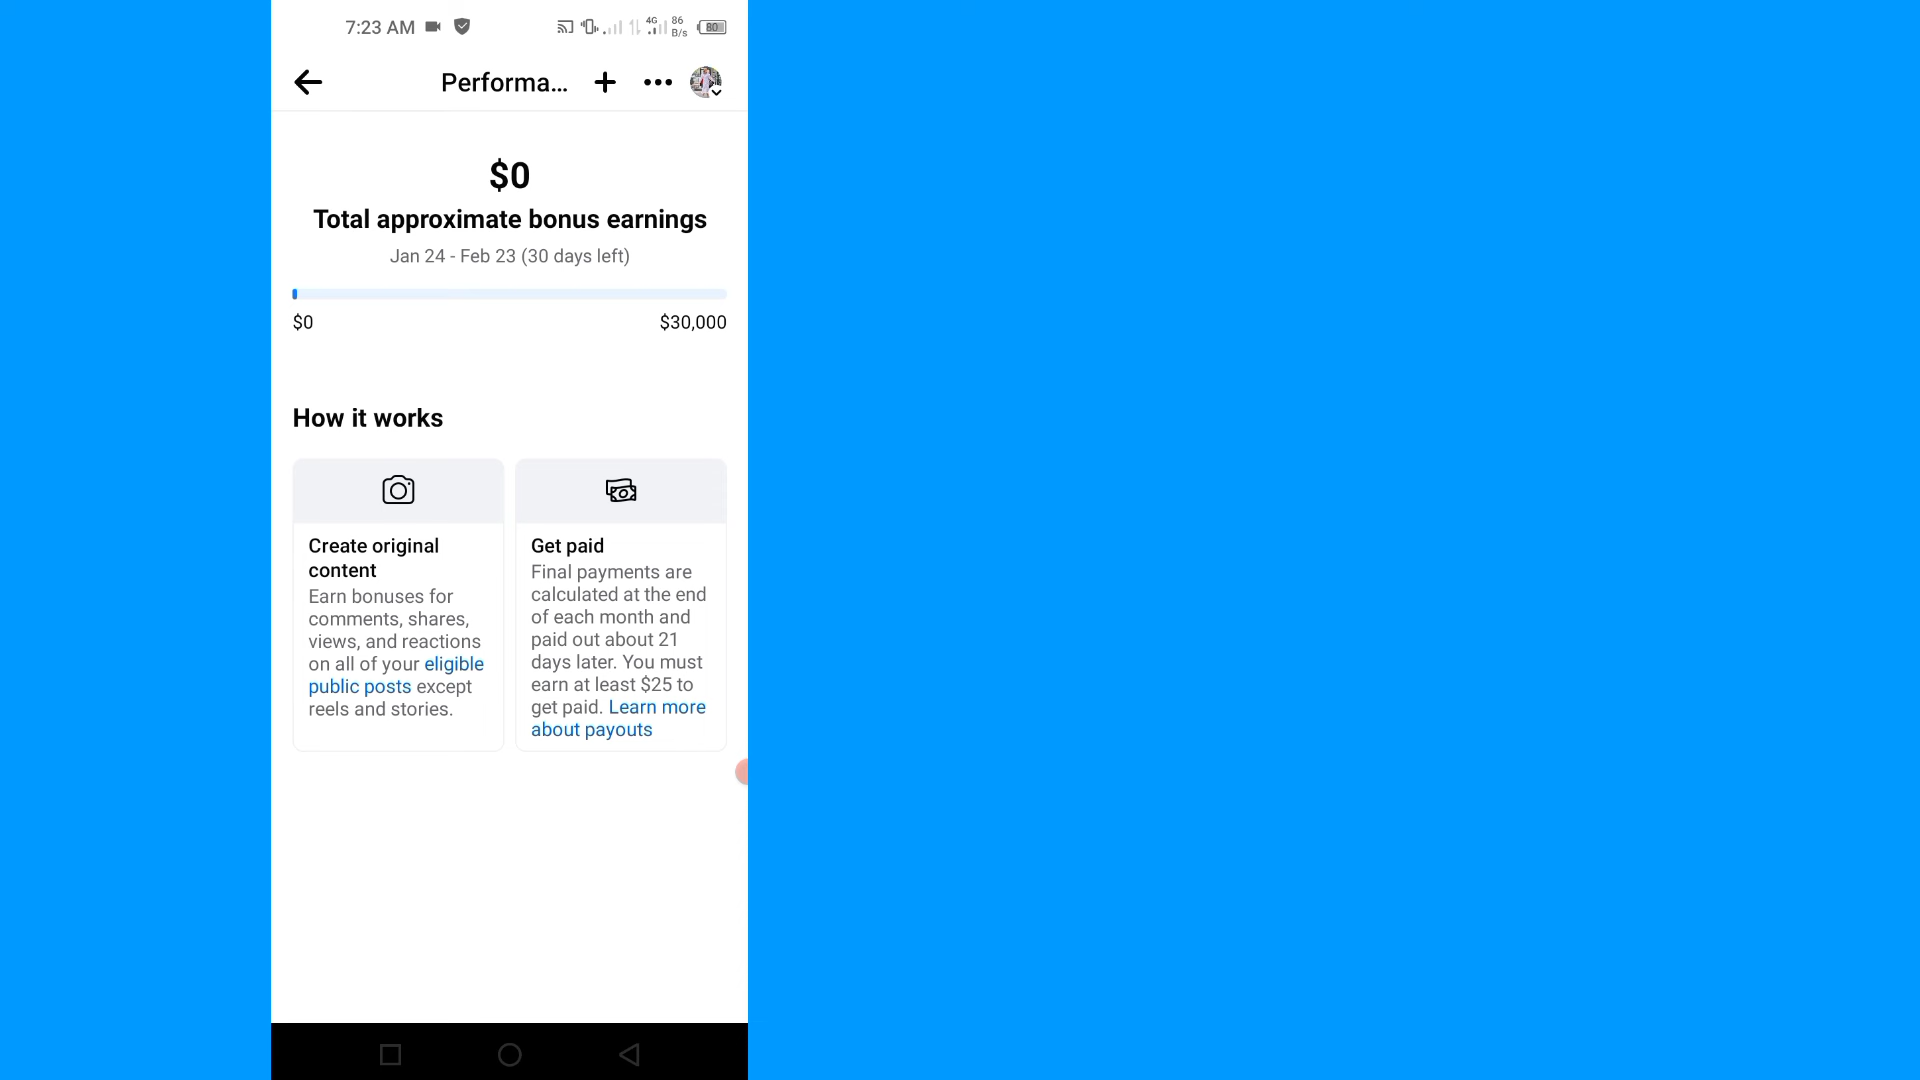 7:23 AM
4G
86
B/s
80
Performa...
$0
Total approximate bonus earnings
Jan 24 - Feb 23 (30 days left)
$0
$30,000
How it works
Create original
content
Earn bonuses for
comments, shares,
views, and reactions
on all of your eligible
public posts except
reels and stories.
Get paid
Final payments are
calculated at the end
of each month and
paid out about 21
days later. You must
earn at least $25 to
get paid. Learn more
about payouts